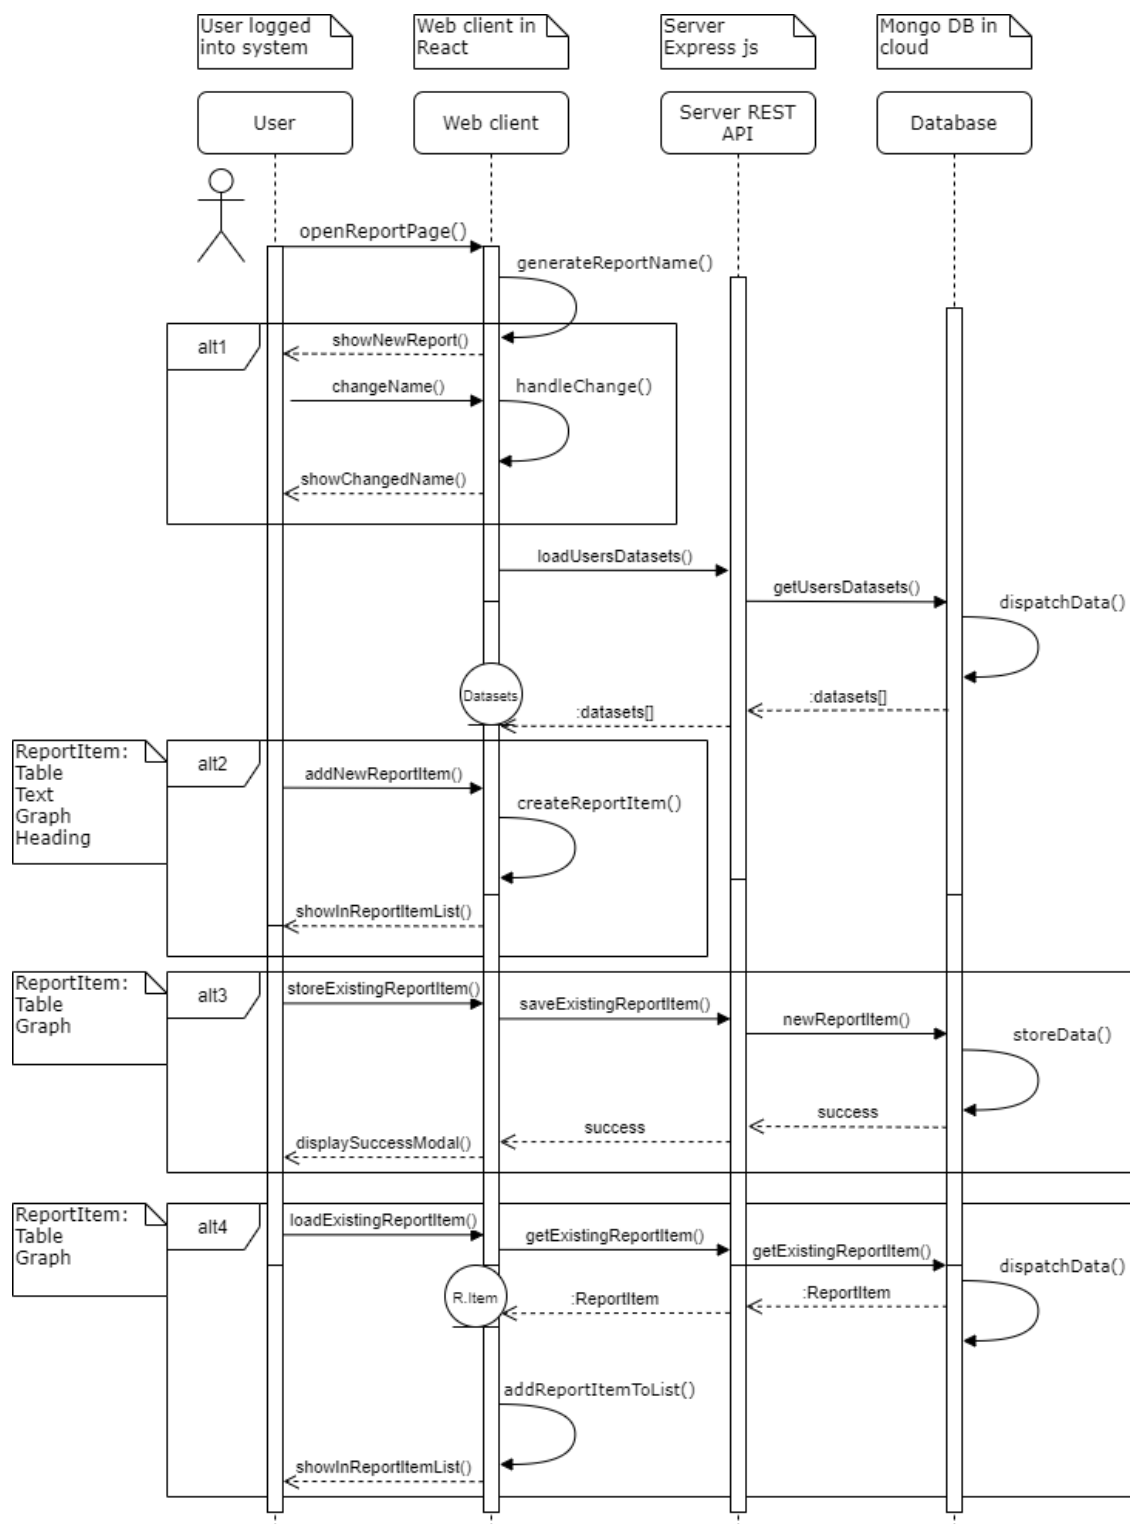 User logged
into system
Web client in
React
Server
Express js
Mongo DB in
cloud
User
Web client
Server REST
API
Database
openReportPage()
generateReportName()
alt1
showNewReport()
changeName()
handleChange()
showChangedName()
loadUsersDatasets()
getUsersDatasets()
dispatchData()
Datasets
:datasets[]
:datasets[]
ReportItem:
Table
Text
Graph
Heading
alt2
addNewReportItem()
createReportItem()
showInReportItemList()
ReportItem:
Table
Graph
alt3
storeExistingReportItem()
saveExistingReportItem()
newReportItem()
storeData()
success
success
displaySuccessModal()
ReportItem:
Table
Graph
alt4
loadExistingReportItem()
getExistingReportItem()
getExistingReportItem()
dispatchData()
R.Item
:ReportItem
:ReportItem
addReportItemToList()
showInReportItemList()